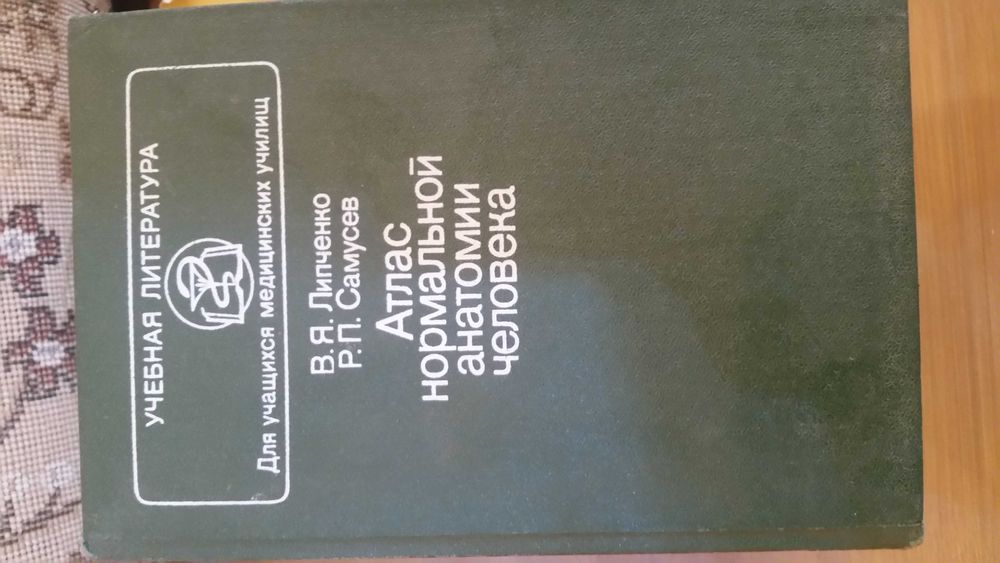 УЧЕБНАЯ ЛИТЕРАТУРА
Для учащихся медицинских училищ
В. Я. Липченко
Р. П. Самусев
Атлас
нормальной
анатомии
человека